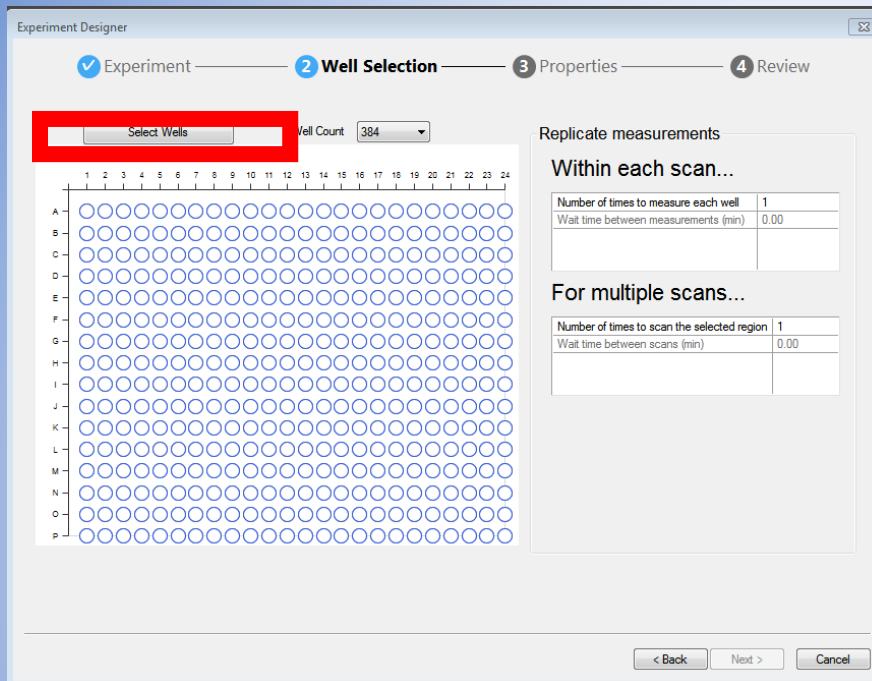 Experiment Designer
Experiment
2 Well Selection
3 Properties
4 Review
Select Wells
Well Count 384
1 2 3 4 5 6 7 8 9 10 11 12 13 14 15 16 17 18 19 20 21 22 23 24
A
B
C
D
E
F
G
H
I
J
K
L
M
N
O
P
Replicate measurements
Within each scan...
Number of times to measure each well 1
Wait time between measurements (min) 0.00
For multiple scans...
Number of times to scan the selected region 1
Wait time between scans (min) 0.00
< Back
Next >
Cancel